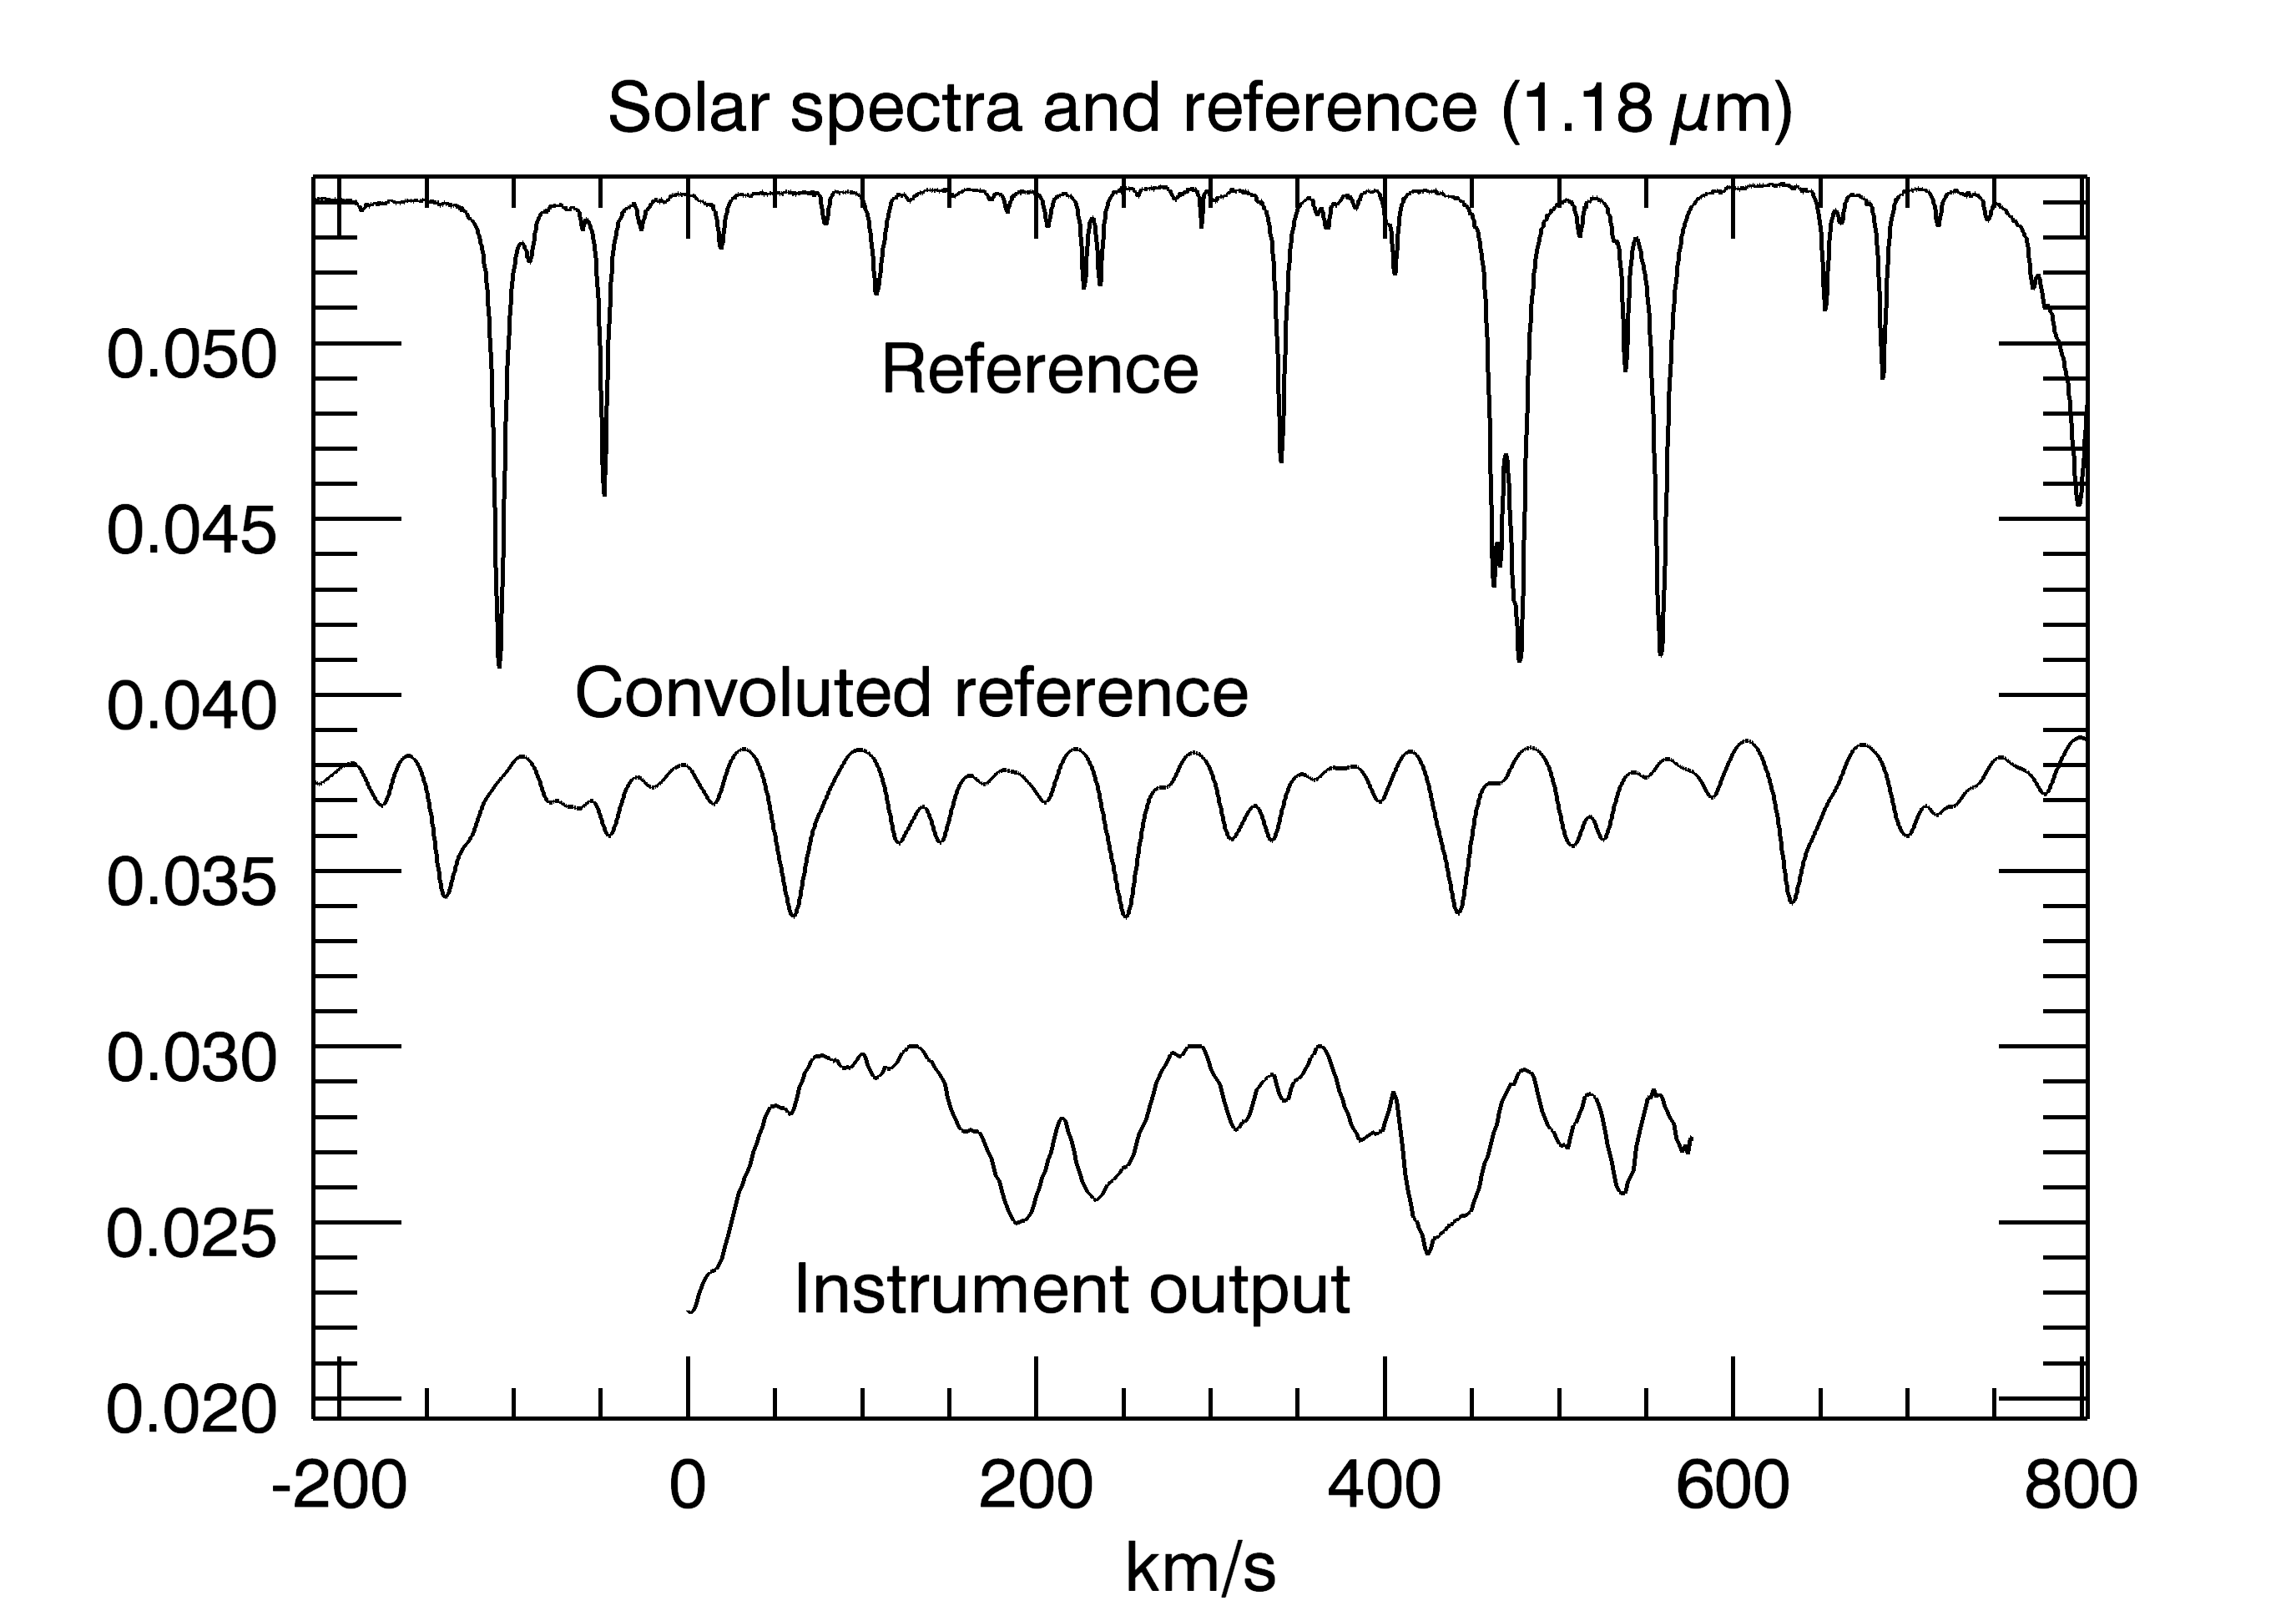 Solar spectra and reference (1.18 μm)
0.050
Reference
0.045
Convoluted reference
0.040
0.035
0.030
0.025
Instrument output
0.020
-200 0 200 400 600 800
km/s